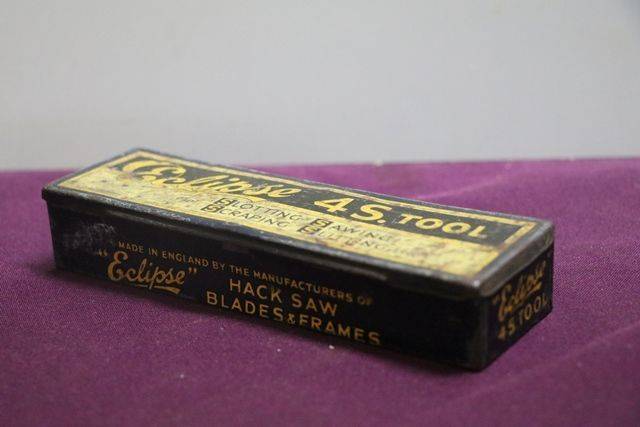 Eclipse 4S. TOOL
SLOTTING SAWING
SCRAPING
MADE IN ENGLAND BY THE MANUFACTURERS OF
"Eclipse" HACK SAW
BLADES & FRAMES
"Eclipse"
4S. TOOL